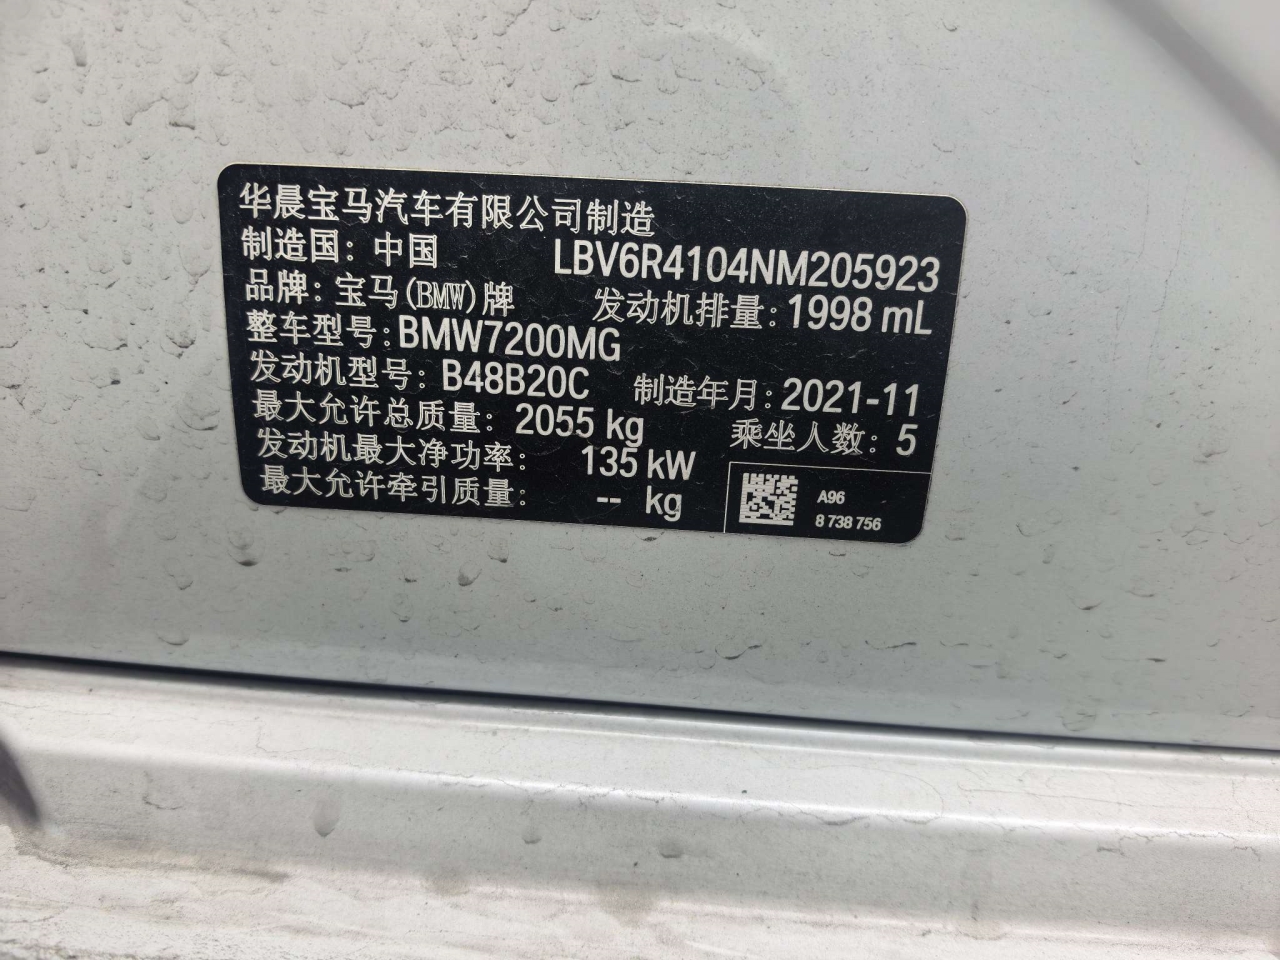 华晨宝马汽车有限公司制造
制造国: 中国 LBV6R4104NM205923
品牌: 宝马(BMW)牌 发动机排量: 1998 mL
整车型号: BMW7200MG
发动机型号: B48B20C 制造年月: 2021-11
最大允许总质量: 2055 kg 乘坐人数: 5
发动机最大净功率: 135 kW
最大允许牵引质量: -- kg
A96
8 738 756